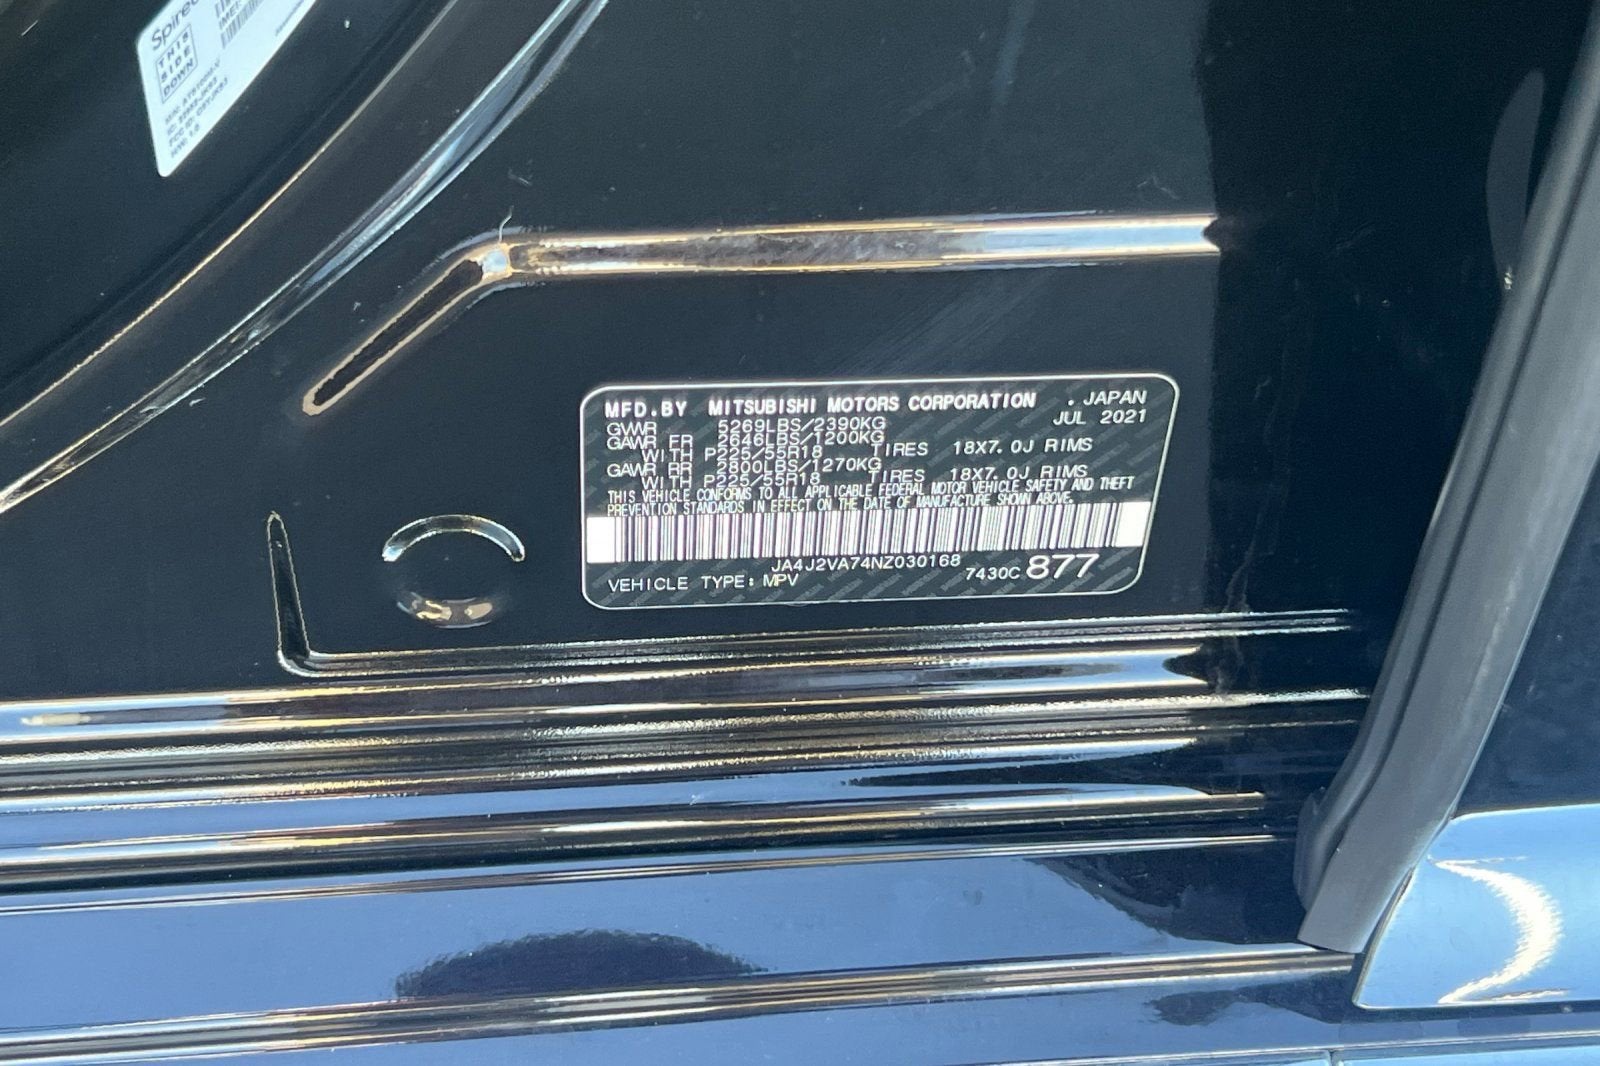 THIS
SIDE
DOWN
H/W: 1.0
MFD.BY MITSUBISHI MOTORS CORPORATION . JAPAN
JUL 2021
GVWR 5269LBS/2390KG
GAWR FR 2646LBS/1200KG
WITH P225/55R18 TIRES 18X7.0J RIMS
GAWR RR 2800LBS/1270KG
WITH P225/55R18 TIRES 18X7.0J RIMS
THIS VEHICLE CONFORMS TO ALL APPLICABLE FEDERAL MOTOR VEHICLE SAFETY AND THEFT
PREVENTION STANDARDS IN EFFECT ON THE DATE OF MANUFACTURE SHOWN ABOVE.
JA4J2VA74NZ030168
VEHICLE TYPE: MPV 7430C 877